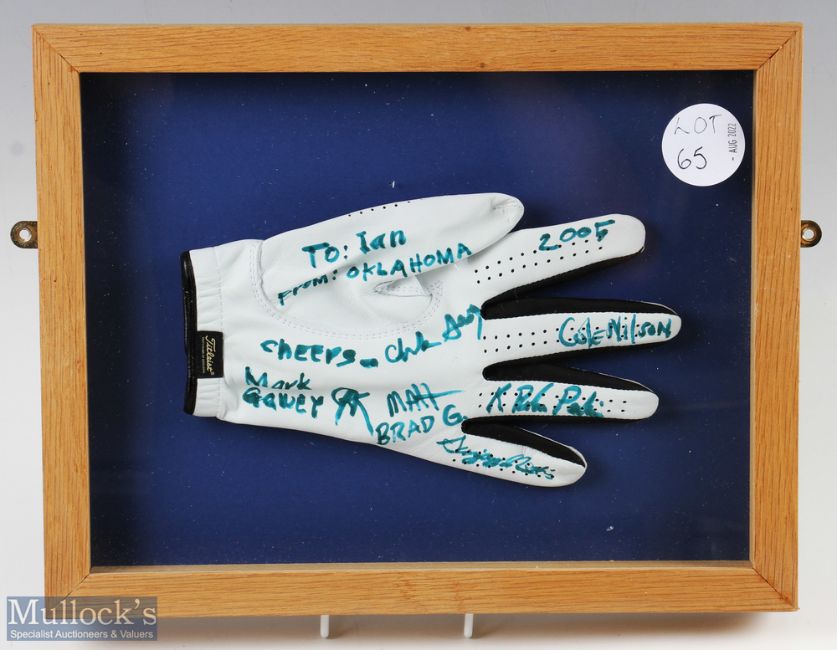 LOT
65
- AUG 2022
To: Ian
From: OKLAHOMA
2005
Cheers
Cole Nilson
Mark
Gawey
MATT
BRAD G.
Titleist
Mullock's
Specialist Auctioneers & Valuers